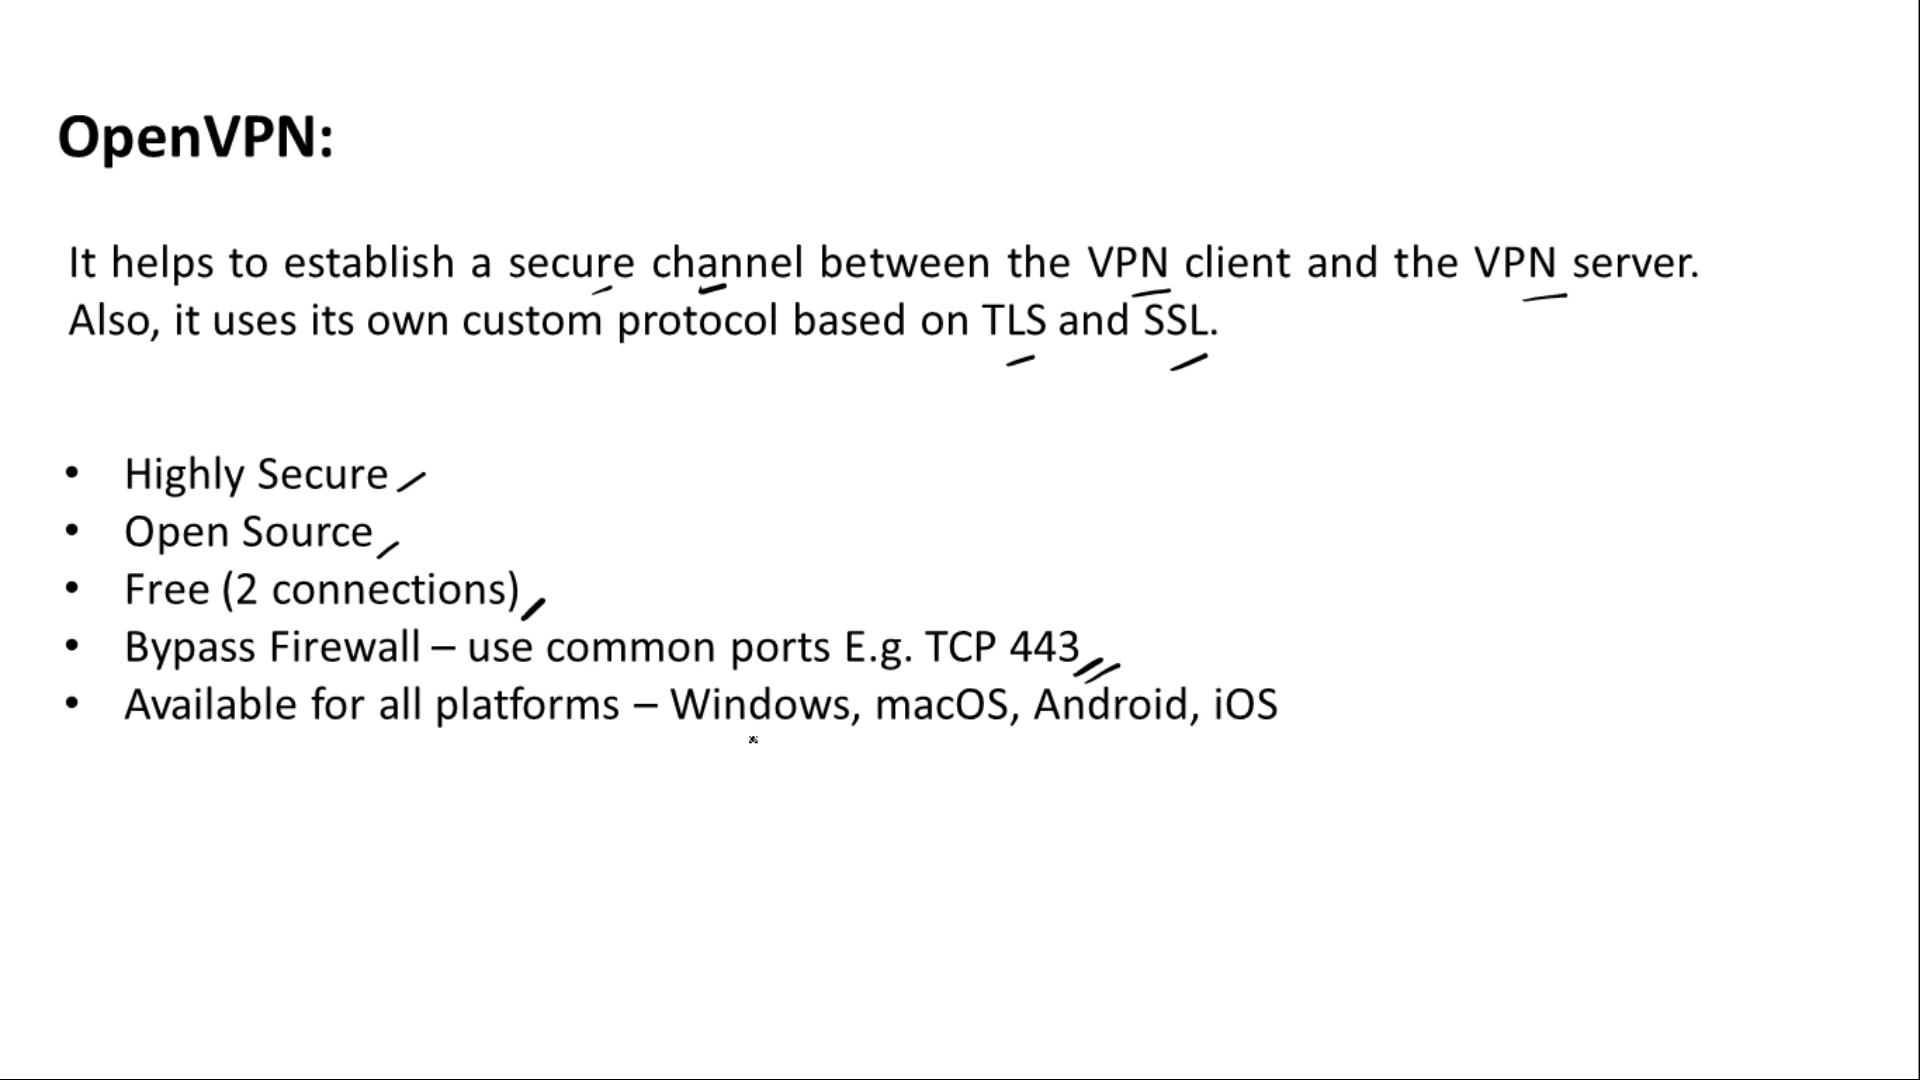 OpenVPN:
It helps to establish a secure channel between the VPN client and the VPN server.
Also, it uses its own custom protocol based on TLS and SSL.
• Highly Secure
• Open Source
• Free (2 connections)
• Bypass Firewall – use common ports E.g. TCP 443
• Available for all platforms – Windows, macOS, Android, iOS